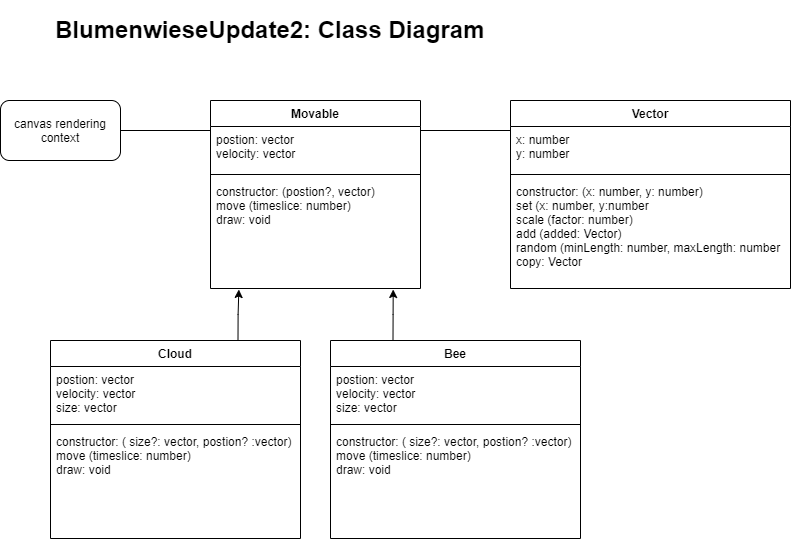 BlumenwieseUpdate2: Class Diagram
canvas rendering
context
Movable
postion: vector
velocity: vector
constructor: (postion?, vector)
move (timeslice: number)
draw: void
Vector
x: number
y: number
constructor: (x: number, y: number)
set (x: number, y:number
scale (factor: number)
add (added: Vector)
random (minLength: number, maxLength: number
copy: Vector
Cloud
postion: vector
velocity: vector
size: vector
constructor: ( size?: vector, postion? :vector)
move (timeslice: number)
draw: void
Bee
postion: vector
velocity: vector
size: vector
constructor: ( size?: vector, postion? :vector)
move (timeslice: number)
draw: void